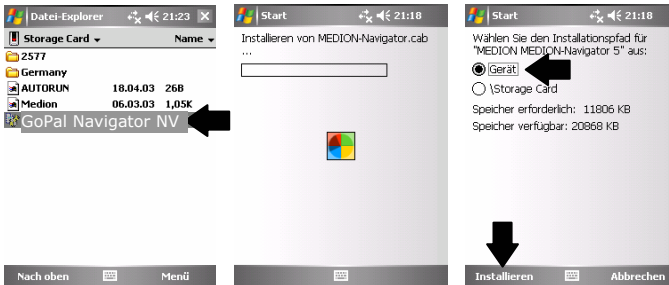 Datei-Explorer 21:23
Storage Card Name
2577
Germany
AUTORUN 18.04.03 26B
Medion 06.03.03 1,05K
GoPal Navigator NV
Nach oben Menü
Start 21:18
Installieren von MEDION-Navigator.cab
...
Start 21:18
Wählen Sie den Installationspfad für
"MEDION MEDION-Navigator 5" aus:
Gerät
\Storage Card
Speicher erforderlich: 11806 KB
Speicher verfügbar: 20868 KB
Installieren Abbrechen